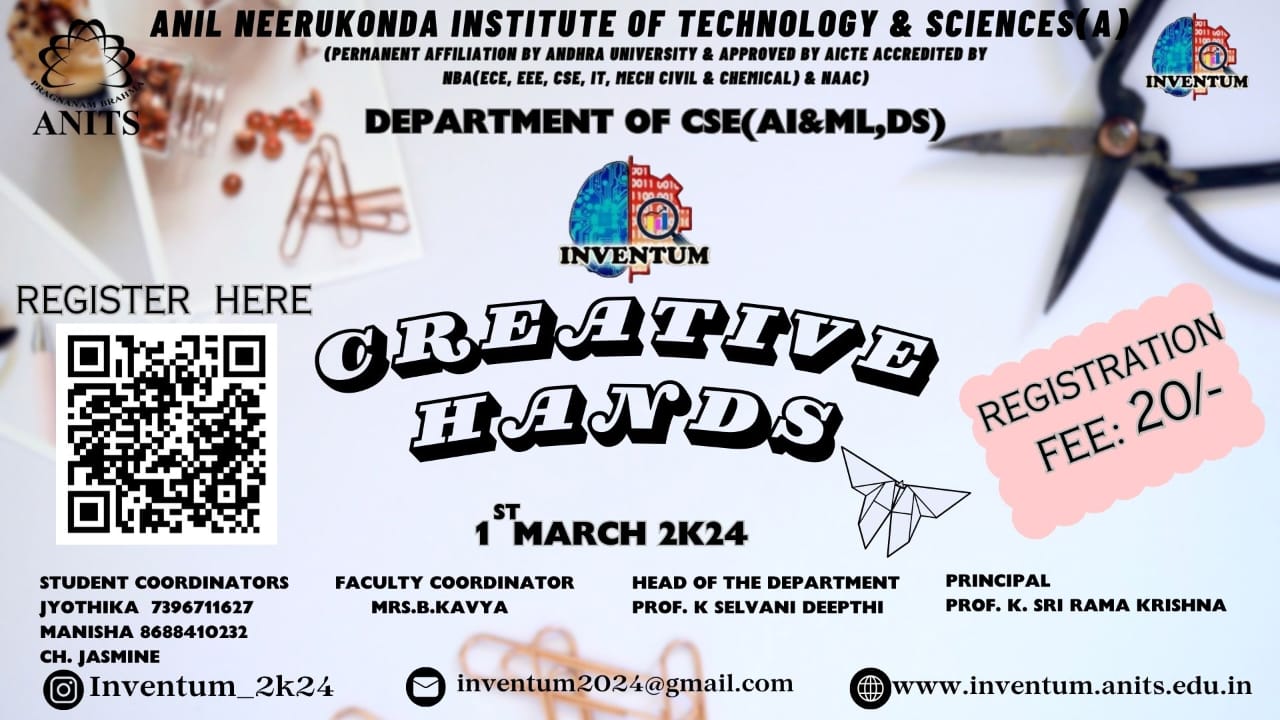 ANIL NEERUKONDA INSTITUTE OF TECHNOLOGY & SCIENCES(A)
(PERMANENT AFFILIATION BY ANDHRA UNIVERSITY & APPROVED BY AICTE ACCREDITED BY
NBA(ECE, EEE, CSE, IT, MECH CIVIL & CHEMICAL) & NAAC)
PRAGNANAM BRAHMA
ANITS
INVENTUM
DEPARTMENT OF CSE(AI&ML,DS)
INVENTUM
REGISTER HERE
CREATIVE
HANDS
REGISTRATION
FEE: 20/-
1ST MARCH 2K24
STUDENT COORDINATORS
JYOTHIKA 7396711627
MANISHA 8688410232
CH. JASMINE
FACULTY COORDINATOR
MRS.B.KAVYA
HEAD OF THE DEPARTMENT
PROF. K SELVANI DEEPTHI
PRINCIPAL
PROF. K. SRI RAMA KRISHNA
Inventum_2k24
inventum2024@gmail.com
www.inventum.anits.edu.in